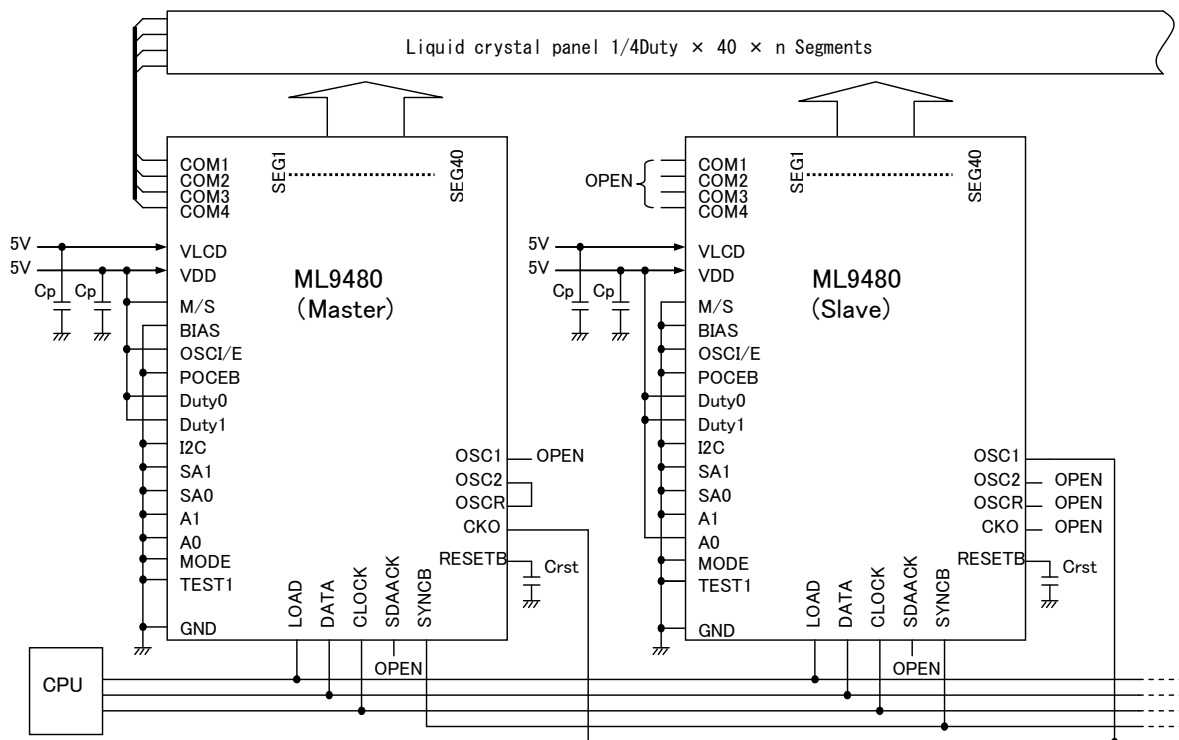 Liquid crystal panel 1/4Duty × 40 × n Segments
COM1
COM2
COM3
COM4
SEG1
SEG40
5V
5V
Cp
Cp
VLCD
VDD
M/S
BIAS
OSCI/E
POCEB
Duty0
Duty1
I2C
SA1
SA0
A1
A0
MODE
TEST1
GND
ML9480
(Master)
OSC1
OPEN
OSC2
OSCR
CKO
RESETB
Crst
LOAD
DATA
CLOCK
SDAACK
SYNCB
OPEN
OPEN
COM1
COM2
COM3
COM4
SEG1
SEG40
5V
5V
Cp
Cp
VLCD
VDD
M/S
BIAS
OSCI/E
POCEB
Duty0
Duty1
I2C
SA1
SA0
A1
A0
MODE
TEST1
GND
ML9480
(Slave)
OSC1
OSC2 OPEN
OSCR OPEN
CKO OPEN
RESETB
Crst
LOAD
DATA
CLOCK
SDAACK
SYNCB
OPEN
CPU